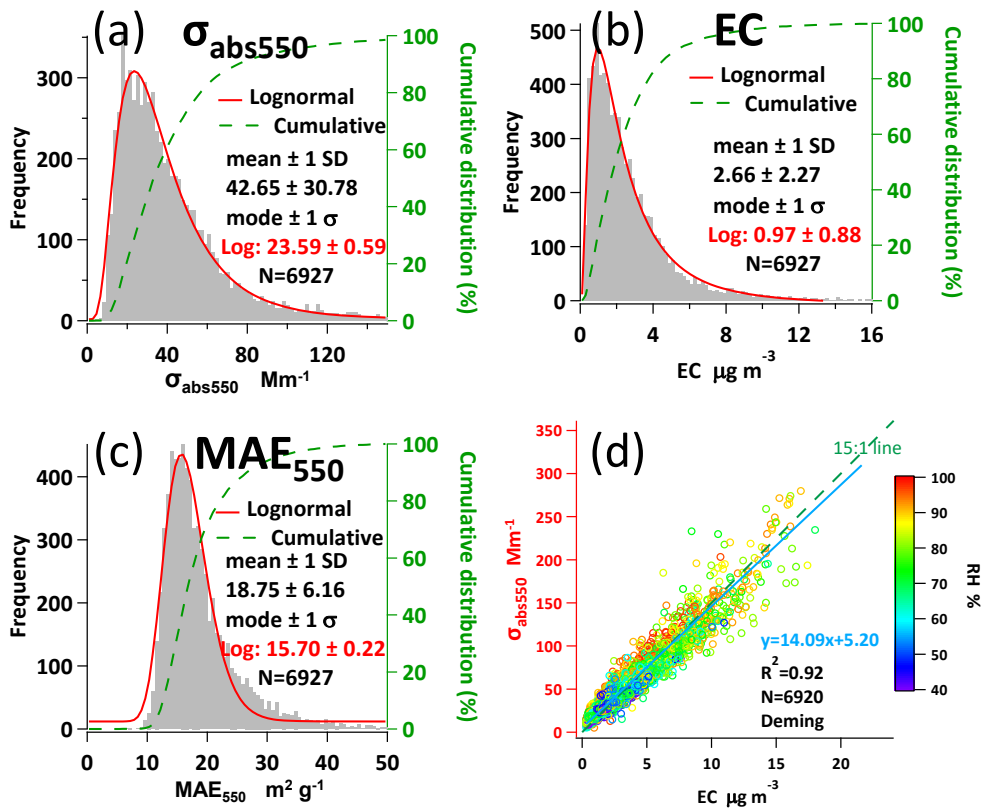 (a) σabs550
Frequency
300
200
100
0
Lognormal
Cumulative
mean ± 1 SD
42.65 ± 30.78
mode ± 1 σ
Log: 23.59 ± 0.59
N=6927
100
80
60
40
20
0
Cumulative distribution (%)
0 40 80 120
σabs550 Mm-1
(b) EC
Frequency
500
400
300
200
100
0
Lognormal
Cumulative
mean ± 1 SD
2.66 ± 2.27
mode ± 1 σ
Log: 0.97 ± 0.88
N=6927
100
80
60
40
20
0
Cumulative distribution (%)
0 4 8 12 16
EC μg m-3
(c) MAE550
Frequency
400
300
200
100
0
Lognormal
Cumulative
mean ± 1 SD
18.75 ± 6.16
mode ± 1 σ
Log: 15.70 ± 0.22
N=6927
100
80
60
40
20
0
Cumulative distribution (%)
0 10 20 30 40 50
MAE550 m2 g-1
(d)
σabs550 Mm-1
350
300
250
200
150
100
50
0
15:1 line
y=14.09x+5.20
R2=0.92
N=6920
Deming
0 5 10 15 20
EC μg m-3
100
90
80
70
60
50
40
RH %